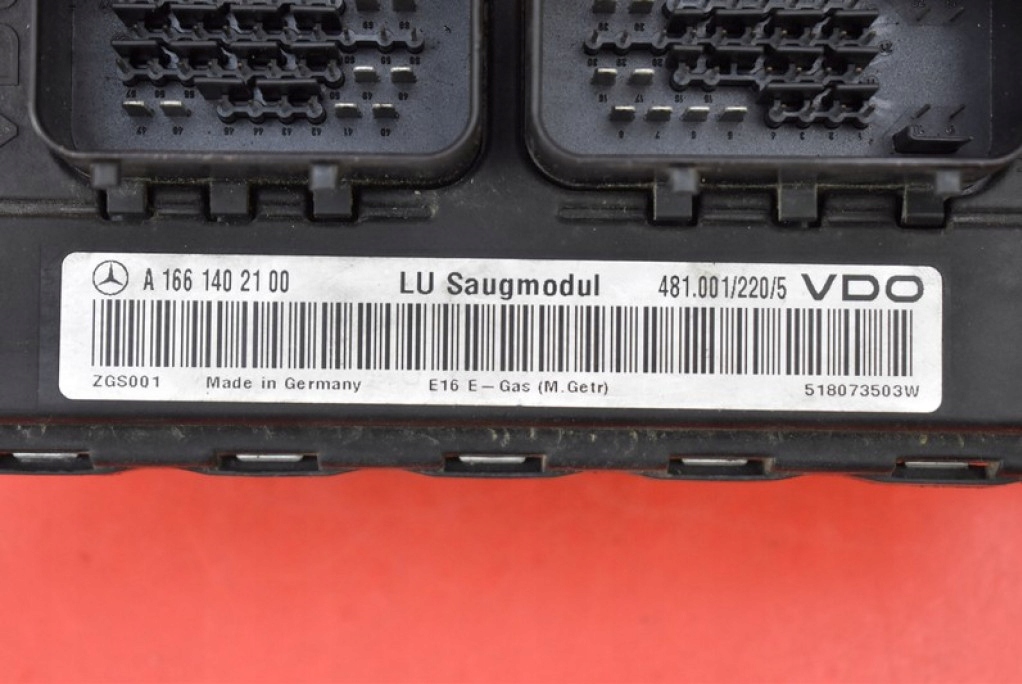 A 166 140 21 00 LU Saugmodul 481.001/220/5 VDO
ZGS001 Made in Germany E16 E-Gas (M.Getr) 518073503W